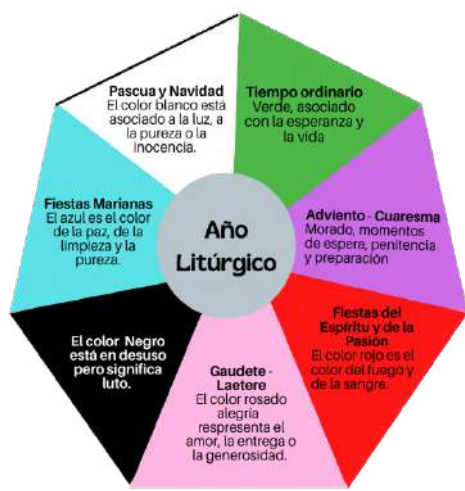 Pascua y Navidad
El color blanco está
asociado a la luz, a
la pureza o la
inocencia.
Tiempo ordinario
Verde, asociado
con la esperanza y
la vida
Fiestas Marianas
El azul es el color
de la paz, de la
limpieza y la
pureza.
Año
Litúrgico
Adviento - Cuaresma
Morado, momentos
de espera, penitencia
y preparación
El color Negro
está en desuso
pero significa
luto.
Gaudete -
Laetere
El color rosado
alegría
respresenta el
amor, la entrega o
la generosidad.
Fiestas del
Espíritu y de la
Pasión
El color rojo es el
color del fuego y
de la sangre.